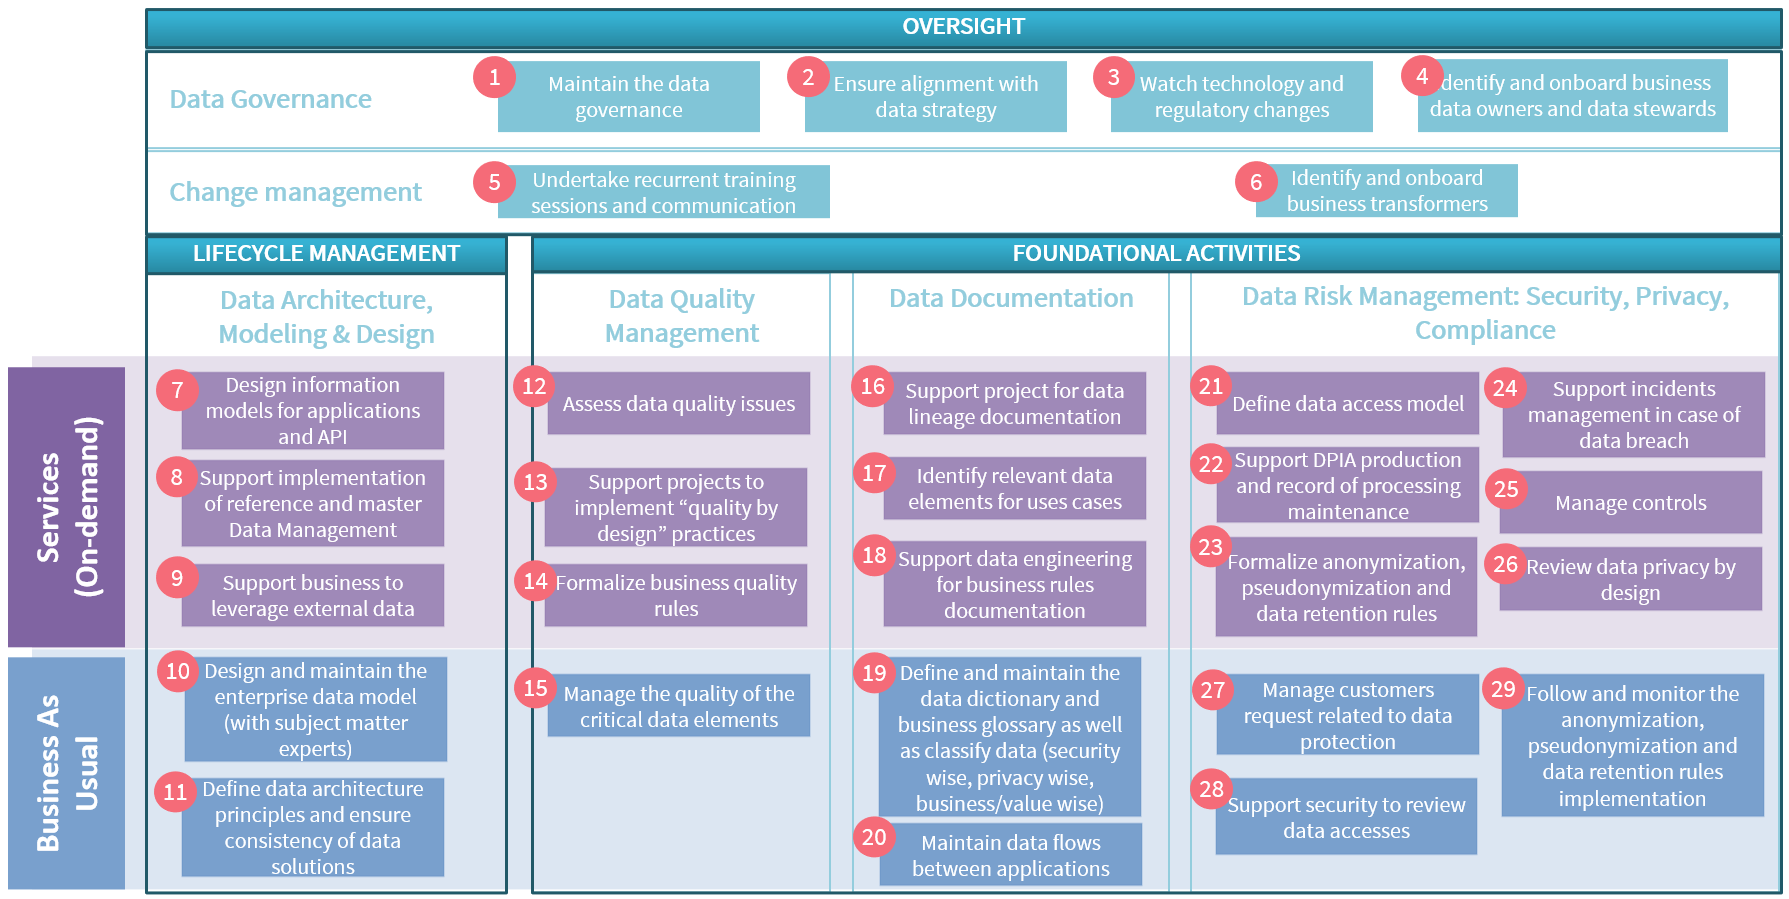 OVERSIGHT
Data Governance
1
Maintain the data
governance
2
Ensure alignment with
data strategy
3
Watch technology and
regulatory changes
4
dentify and onboard business
data owners and data stewards
Change management
5
Undertake recurrent training
sessions and communication
6
Identify and onboard
business transformers
LIFECYCLE MANAGEMENT
FOUNDATIONAL ACTIVITIES
Data Architecture,
Modeling & Design
Data Quality
Management
Data Documentation
Data Risk Management: Security, Privacy,
Compliance
Services
(On-demand)
7
Design information
models for applications
and API
8
Support implementation
of reference and master
Data Management
9
Support business to
leverage external data
12
Assess data quality issues
13
Support projects to
implement “quality by
design” practices
14
Formalize business quality
rules
16
Support project for data
lineage documentation
17
Identify relevant data
elements for uses cases
18
Support data engineering
for business rules
documentation
21
Define data access model
22
Support DPIA production
and record of processing
maintenance
23
Formalize anonymization,
pseudonymization and
data retention rules
24
Support incidents
management in case of
data breach
25
Manage controls
26
Review data privacy by
design
Business As
Usual
10
Design and maintain the
enterprise data model
(with subject matter
experts)
11
Define data architecture
principles and ensure
consistency of data
solutions
15
Manage the quality of the
critical data elements
19
Define and maintain the
data dictionary and
business glossary as well
as classify data (security
wise, privacy wise,
business/value wise)
20
Maintain data flows
between applications
27
Manage customers
request related to data
protection
28
Support security to review
data accesses
29
Follow and monitor the
anonymization,
pseudonymization and
data retention rules
implementation